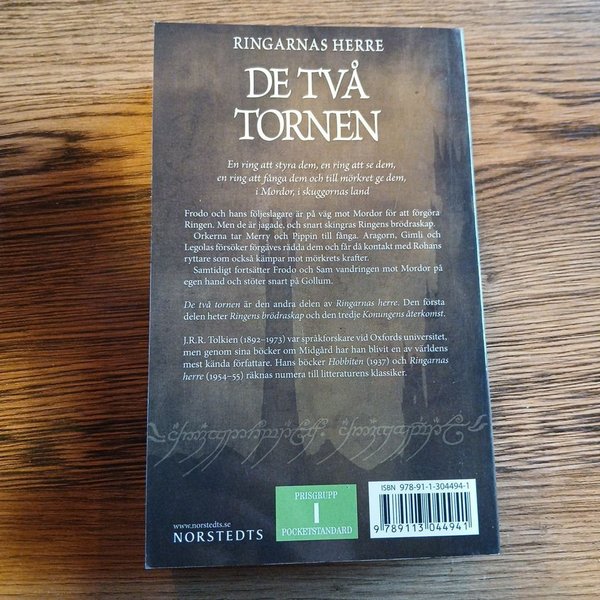 RINGARNAS HERRE
DE TVÅ
TORNEN
En ring att styra dem, en ring att se dem,
en ring att fånga dem och till mörkret ge dem,
i Mordor, i skuggornas land
Frodo och hans följeslagare är på väg mot Mordor för att förgöra
Ringen. Men de är jagade, och snart skingras Ringens brödraskap.
Orkerna tar Merry och Pippin till fånga. Aragorn, Gimli och
Legolas försöker förgäves rädda dem och får då kontakt med Rohans
ryttare som också kämpar mot mörkrets krafter.
Samtidigt fortsätter Frodo och Sam vandringen mot Mordor på
egen hand och stöter snart på Gollum.
De två tornen är den andra delen av Ringarnas herre. Den första
delen heter Ringens brödraskap och den tredje Konungens återkomst.
J.R.R. Tolkien (1892–1973) var språkforskare vid Oxfords universitet,
men genom sina böcker om Midgård har han blivit en av världens
mest kända författare. Hans böcker Hobbiten (1937) och Ringarnas
herre (1954–55) räknas numera till litteraturens klassiker.
www.norstedts.se
NORSTEDTS
PRISGRUPP
I
POCKETSTANDARD
ISBN 978-91-1-304494-1
9 789113 044941